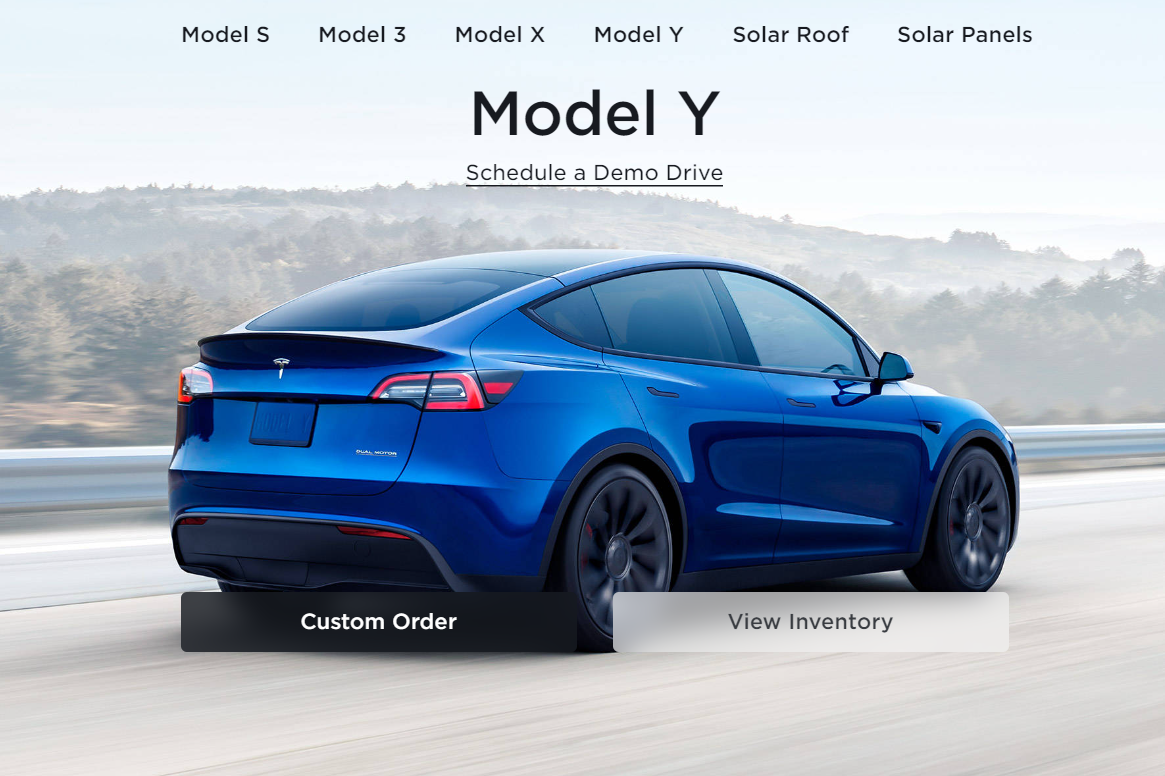 Model S Model 3 Model X Model Y Solar Roof Solar Panels
Model Y
Schedule a Demo Drive
DUAL MOTOR
Custom Order View Inventory